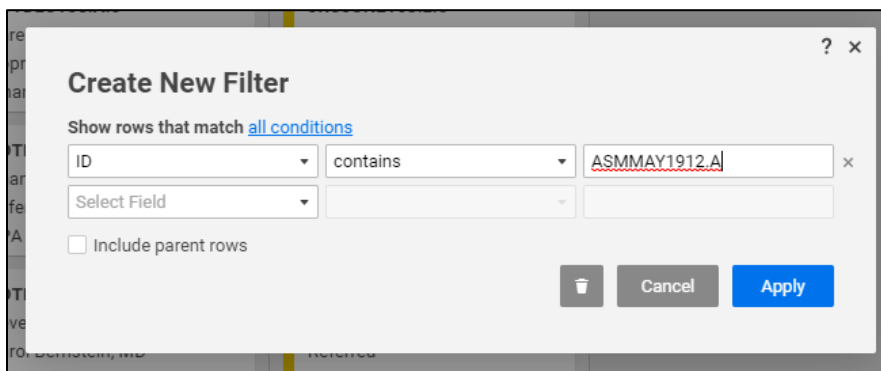 ? ×
Create New Filter
Show rows that match all conditions
ID contains ASMMAY1912.A ×
Select Field
Include parent rows
Cancel Apply
MD
Referred